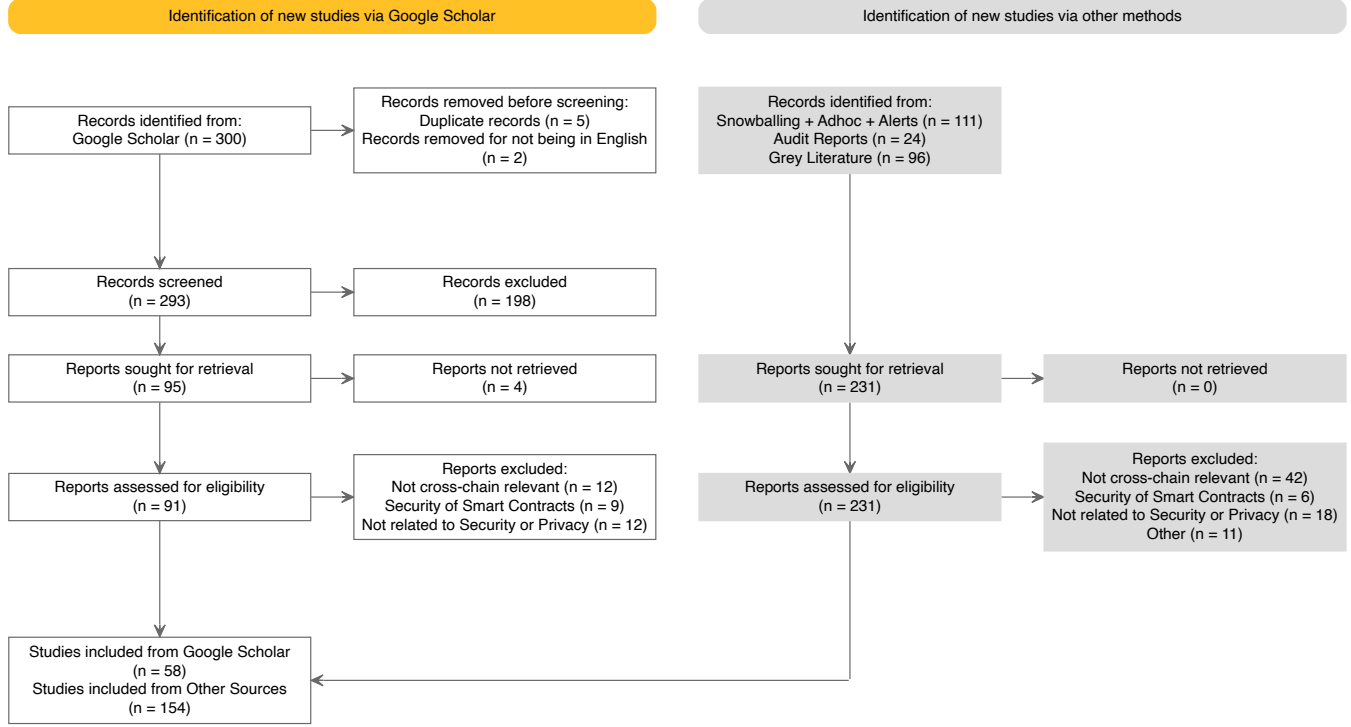 Identification of new studies via Google Scholar
Identification of new studies via other methods
Records identified from:
Google Scholar (n = 300)
Records removed before screening:
Duplicate records (n = 5)
Records removed for not being in English
(n = 2)
Records identified from:
Snowballing + Adhoc + Alerts (n = 111)
Audit Reports (n = 24)
Grey Literature (n = 96)
Records screened
(n = 293)
Records excluded
(n = 198)
Reports sought for retrieval
(n = 95)
Reports not retrieved
(n = 4)
Reports sought for retrieval
(n = 231)
Reports not retrieved
(n = 0)
Reports assessed for eligibility
(n = 91)
Reports excluded:
Not cross-chain relevant (n = 12)
Security of Smart Contracts (n = 9)
Not related to Security or Privacy (n = 12)
Reports assessed for eligibility
(n = 231)
Reports excluded:
Not cross-chain relevant (n = 42)
Security of Smart Contracts (n = 6)
Not related to Security or Privacy (n = 18)
Other (n = 11)
Studies included from Google Scholar
(n = 58)
Studies included from Other Sources
(n = 154)